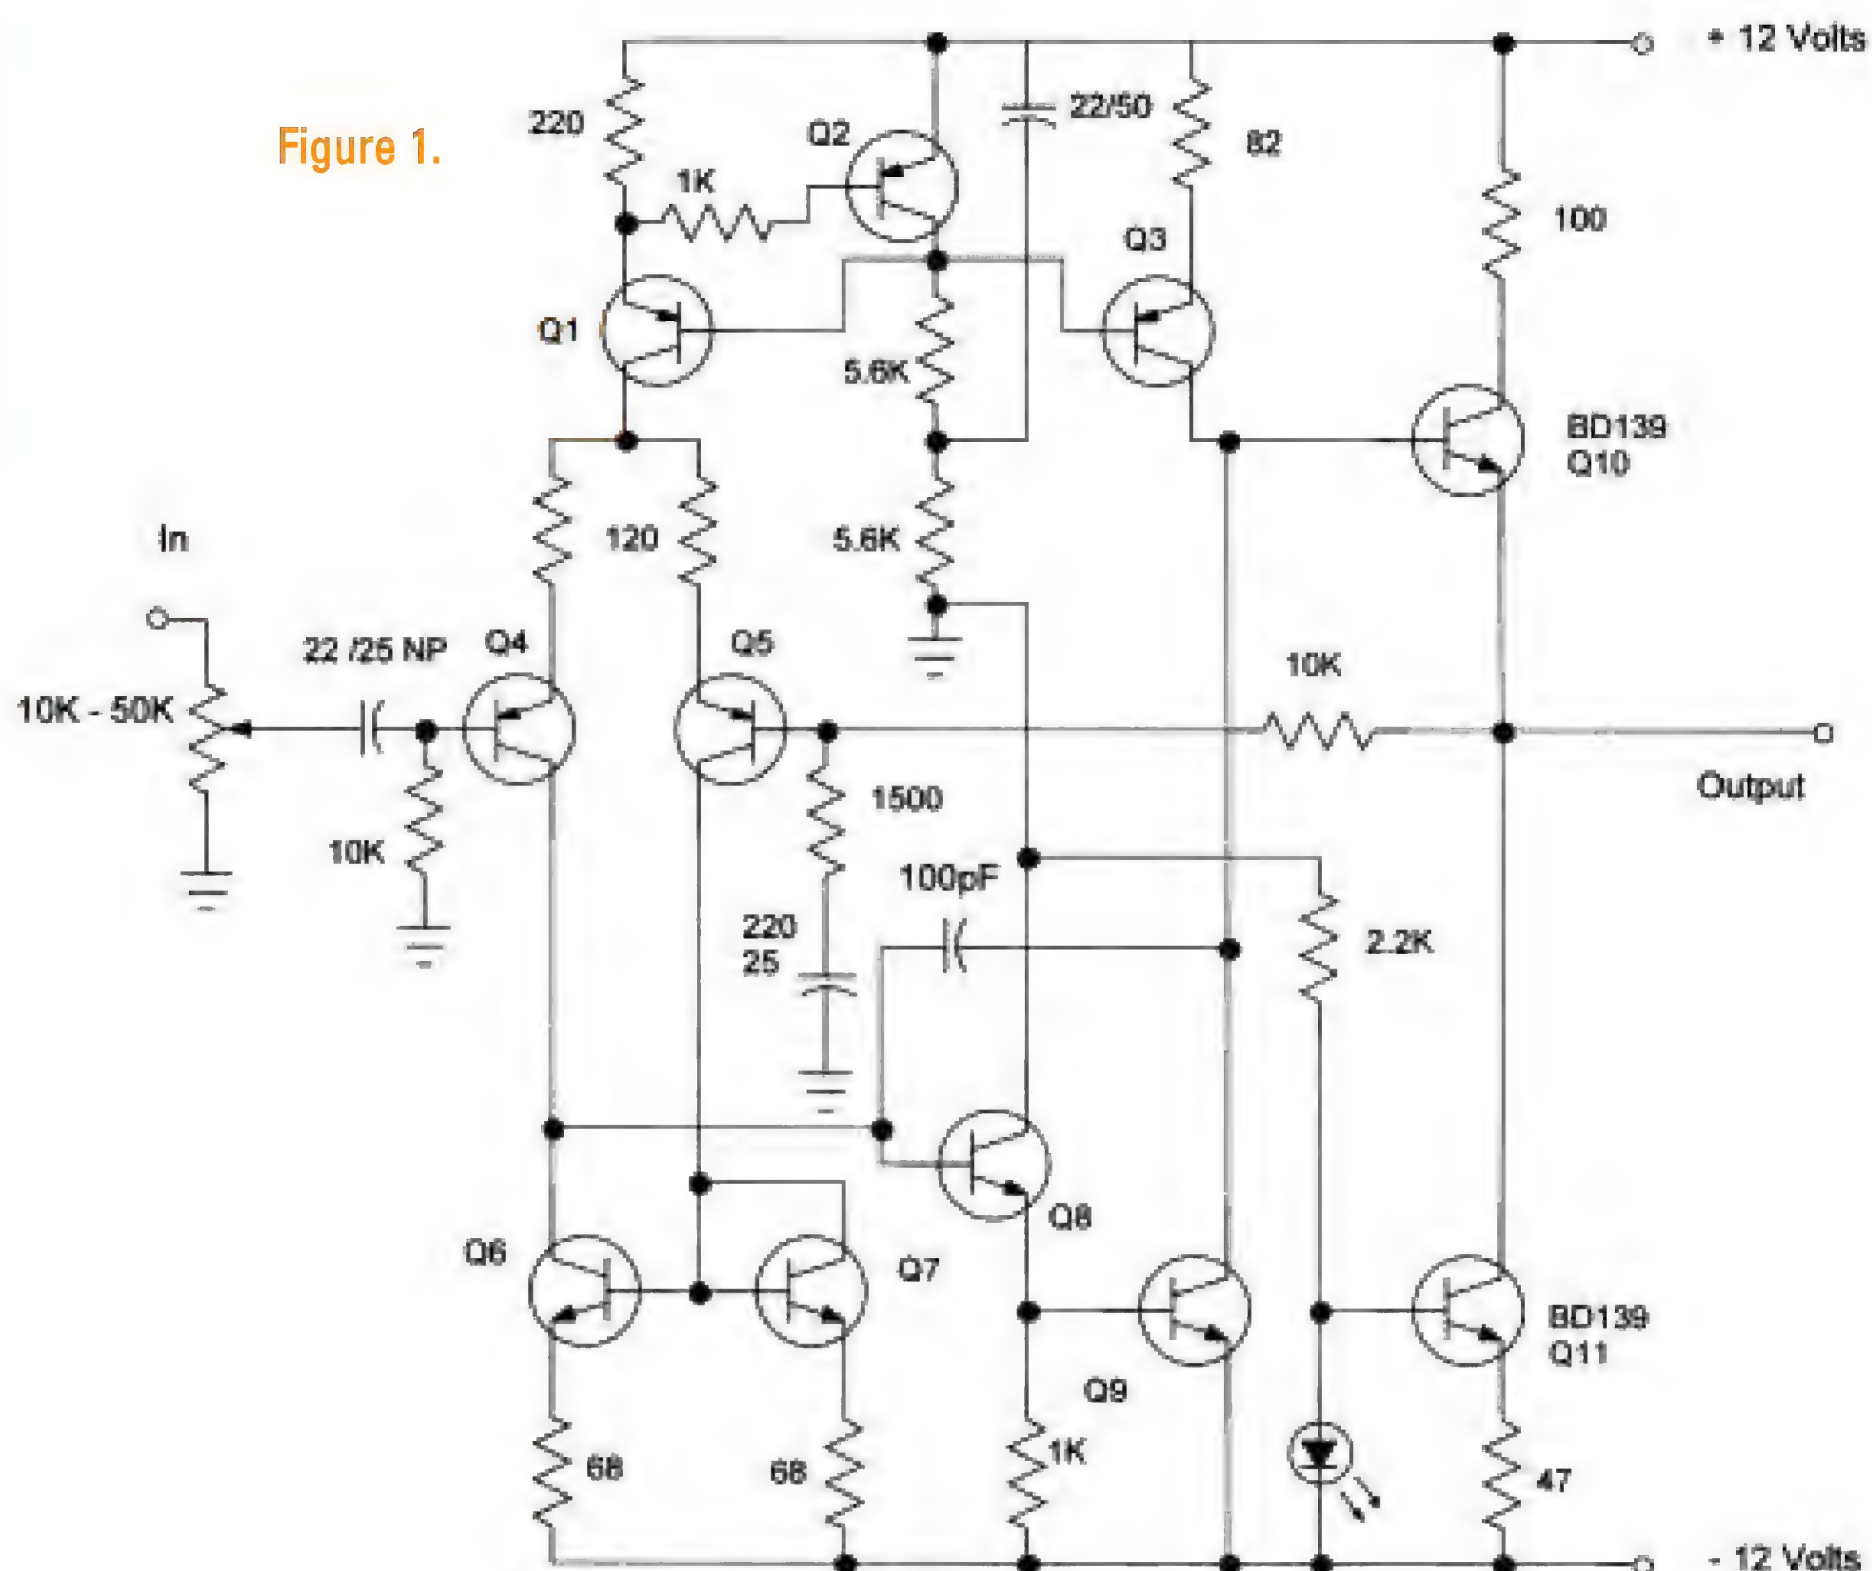 + 12 Volts
Figure 1.
220
Q2
22/50
82
1K
100
Q3
Q1
5.6K
BD139
Q10
In
120
5.6K
22 /25 NP
Q4
Q5
10K
10K - 50K
Output
1500
10K
100pF
220
25
2.2K
Q8
Q6
Q7
BD139
Q11
Q9
68
68
1K
47
- 12 Volts